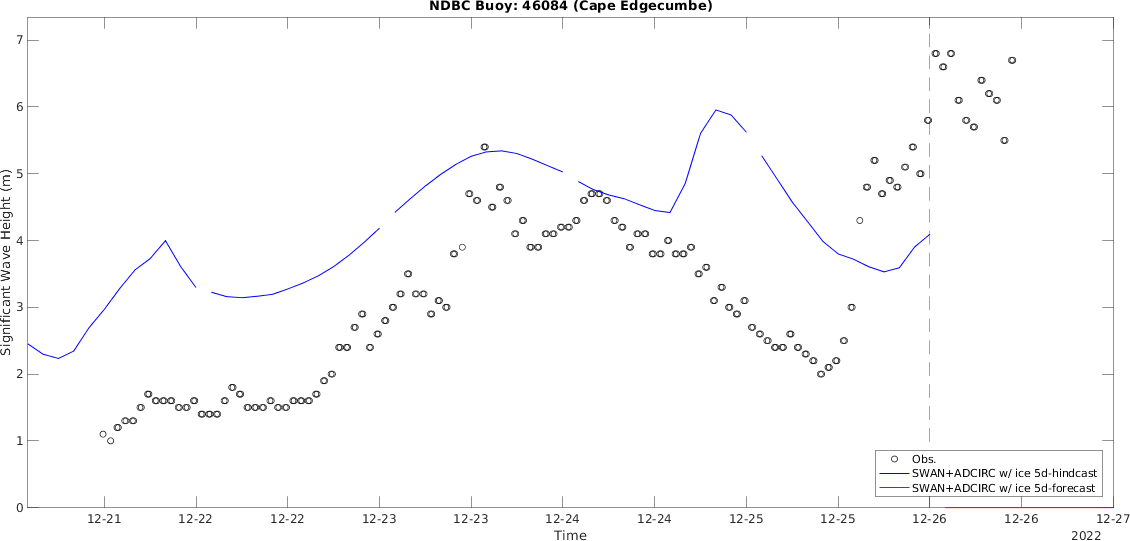 NDBC Buoy: 46084 (Cape Edgecumbe)
Significant Wave Height (m)
7
6
5
4
3
2
1
0
Obs.
SWAN+ADCIRC w/ ice 5d-hindcast
SWAN+ADCIRC w/ ice 5d-forecast
12-21 12-22 12-22 12-23 12-23 12-24 12-24 12-25 12-25 12-26 12-26 12-27
Time
2022